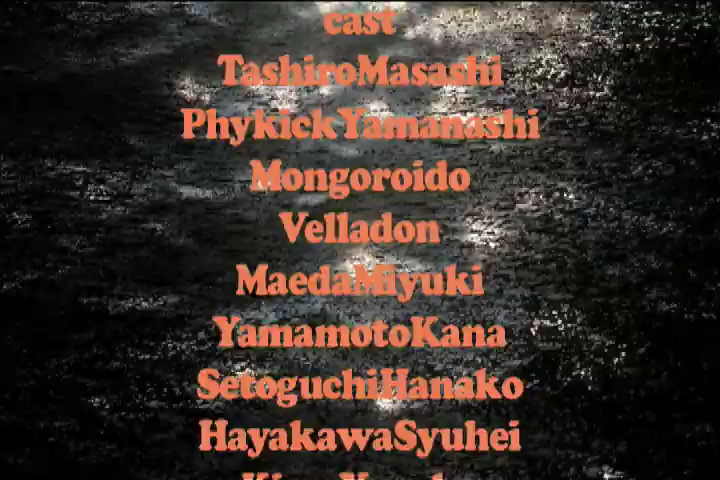 cast
TashiroMasashi
PhykickYamanashi
Mongoroido
Velladon
MaedaMiyuki
YamamotoKana
SetoguchiHanako
HayakawaSyuhei